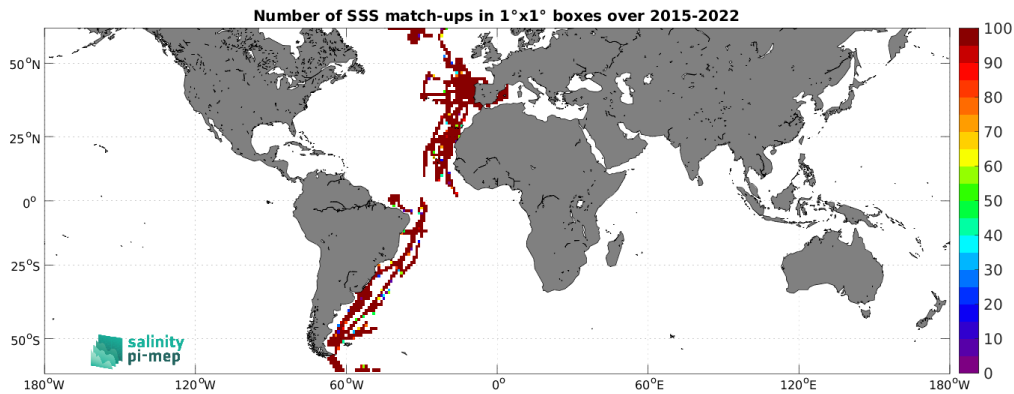 Number of SSS match-ups in 1°x1° boxes over 2015-2022
100
90
80
70
60
50
40
30
20
10
0
50°N
25°N
0°
25°S
50°S
salinity
pi-mep
180°W
120°W
60°W
0°
60°E
120°E
180°W